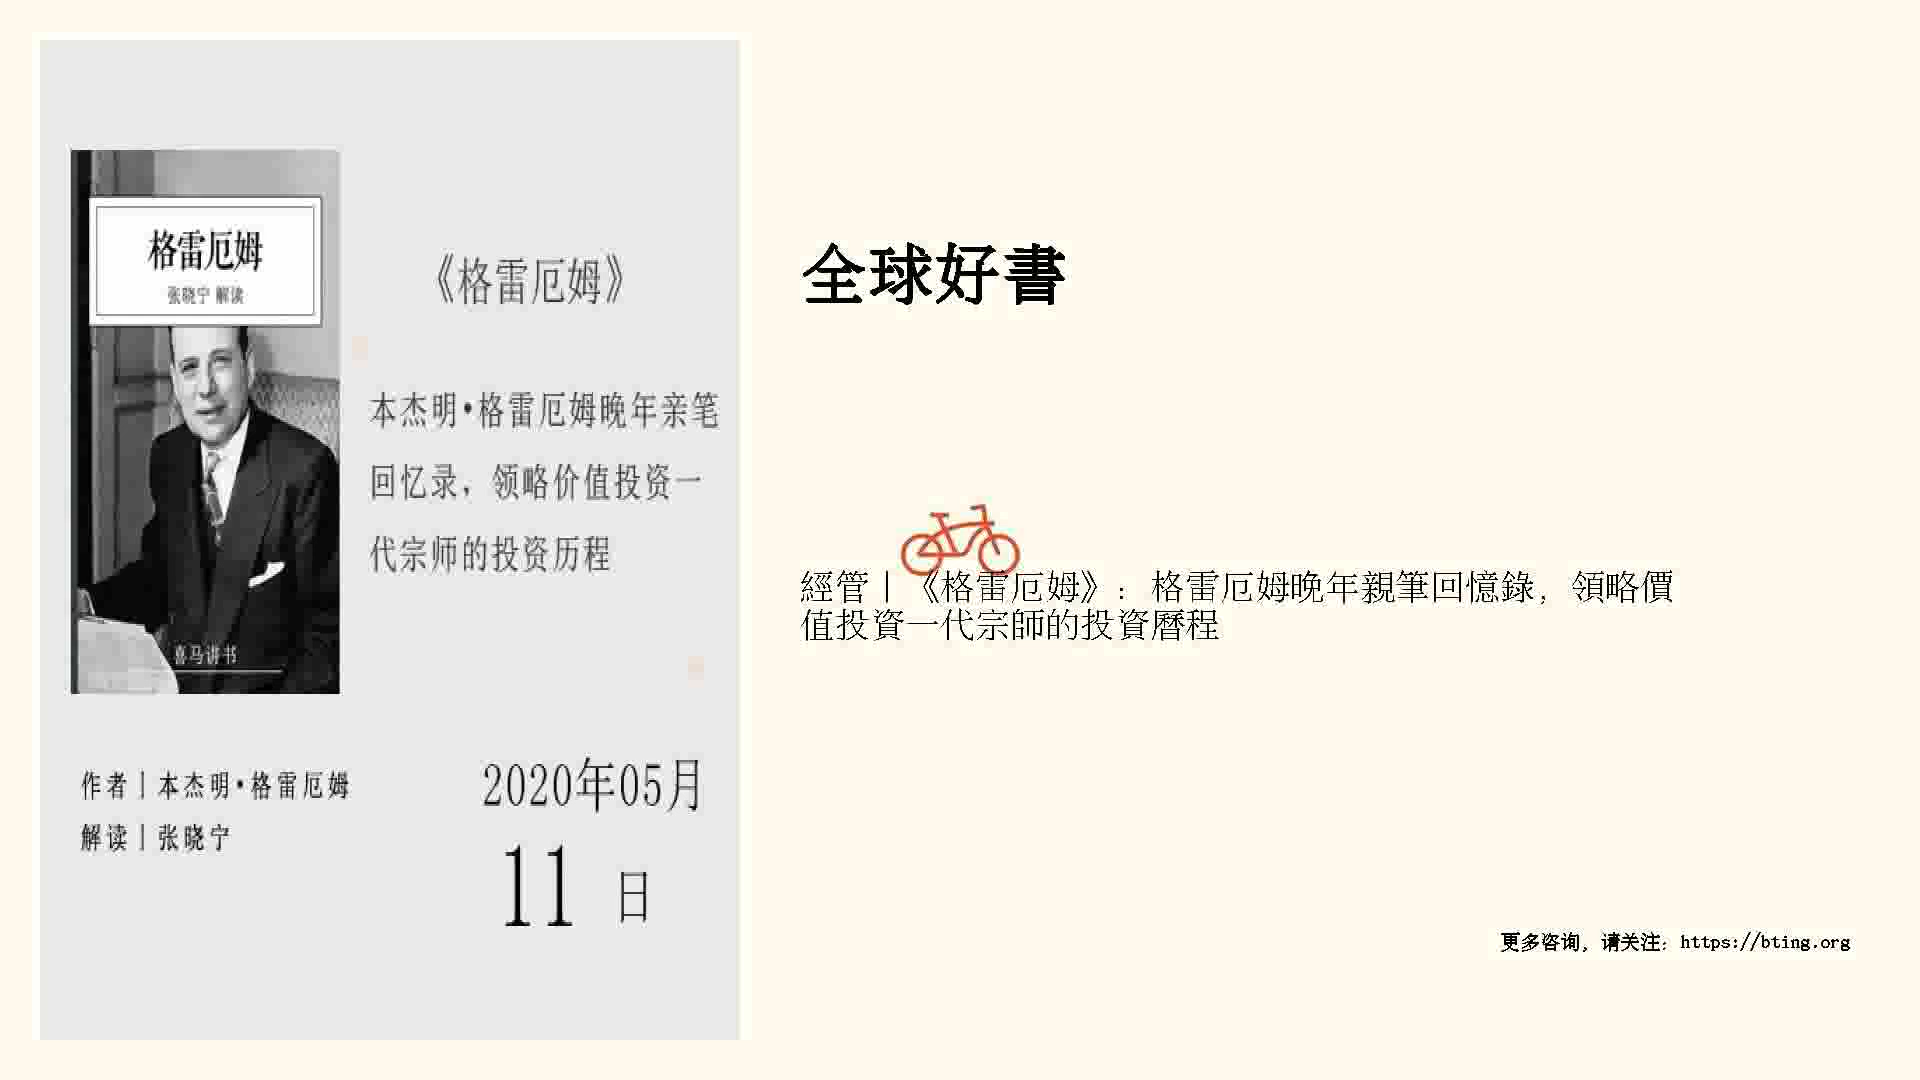 格雷厄姆
张晓宁 解读
喜马讲书
《格雷厄姆》
本杰明•格雷厄姆晚年亲笔
回忆录，领略价值投资一
代宗师的投资历程
作者丨本杰明•格雷厄姆
解读丨张晓宁
2020年05月
11 日
全球好書
經管丨《格雷厄姆》：格雷厄姆晚年親筆回憶錄，領略價
值投資一代宗師的投資曆程
更多咨询，请关注：https://bting.org